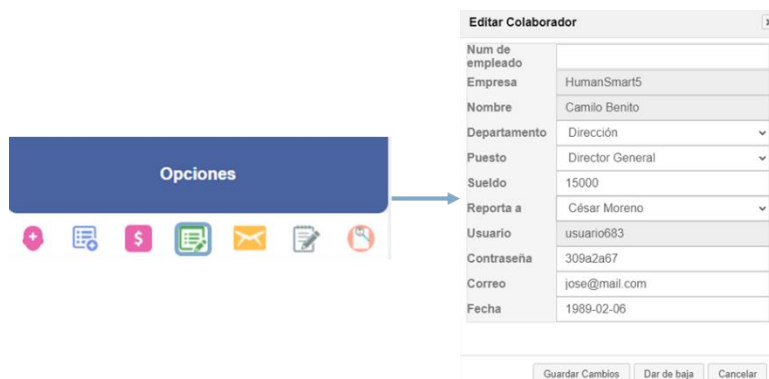 Opciones
$
Editar Colaborador
x
Num de
empleado
Empresa HumanSmart5
Nombre Camilo Benito
Departamento Dirección
Puesto Director General
Sueldo 15000
Reporta a César Moreno
Usuario usuario683
Contraseña 309a2a67
Correo jose@mail.com
Fecha 1989-02-06
Guardar Cambios Dar de baja Cancelar